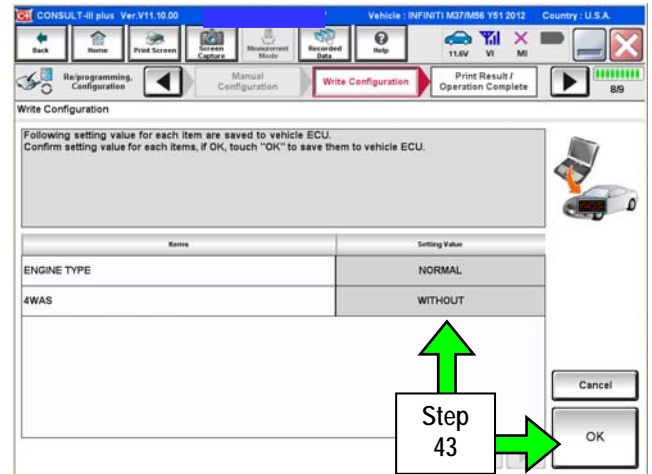 CONSULT-III plus Ver.V11.10.00 Vehicle : INFINITI M37/M56 Y51 2012 Country : U.S.A.
Back Home Print Screen Screen Capture Measurement Mode Recorded Data Help 11.6V VI MI
Re/programming, Configuration Manual Configuration Write Configuration Print Result / Operation Complete 8/9
Write Configuration
Following setting value for each item are saved to vehicle ECU.
Confirm setting value for each items, if OK, touch "OK" to save them to vehicle ECU.
Items Setting Value
ENGINE TYPE NORMAL
4WAS WITHOUT
Cancel
Step
43
OK